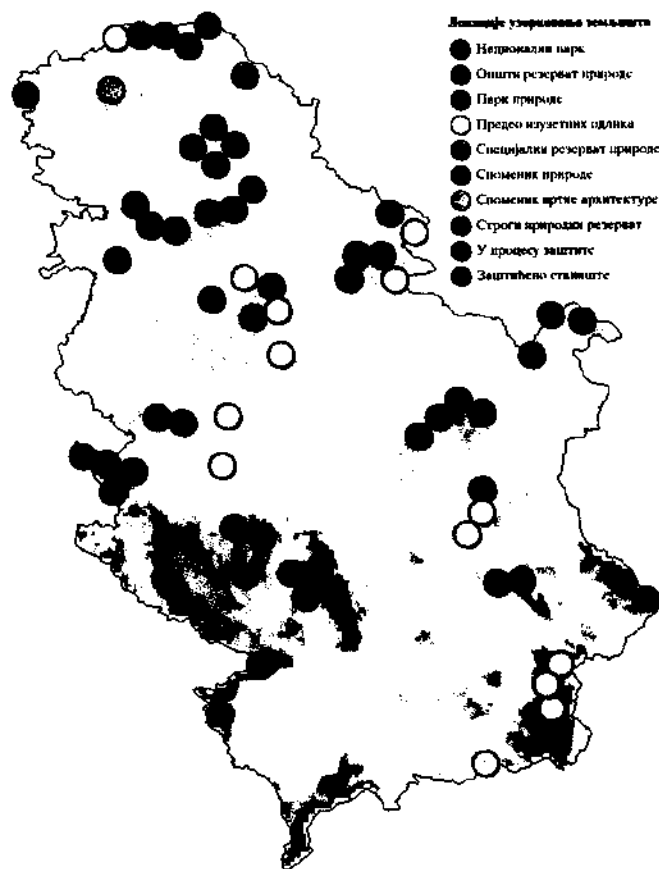 Локације узорковања земљишта
Национални парк
Општи резерват природе
Парк природе
Предео изузетних одлика
Специјални резерват природе
Споменик природе
Споменик вртне архитектуре
Строги природни резерват
У процесу заштите
Заштићено станиште